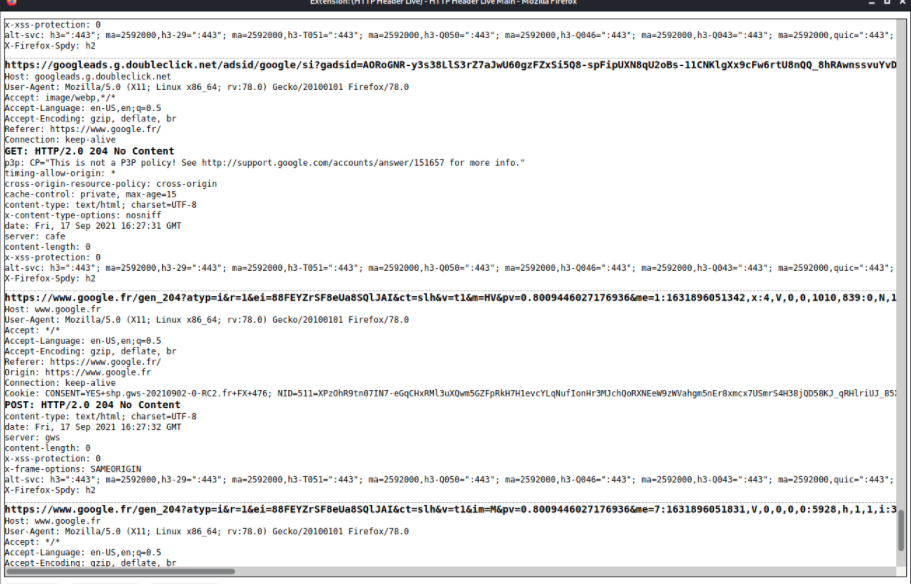 Extension: (HTTP Header Live) - HTTP Header Live Main - Mozilla Firefox
x-xss-protection: 0
alt-svc: h3=":443"; ma=2592000,h3-29=":443"; ma=2592000,h3-T051=":443"; ma=2592000,h3-Q050=":443"; ma=2592000,h3-Q046=":443"; ma=2592000,h3-Q043=":443"; ma=2592000,quic=":443";
X-Firefox-Spdy: h2
https://googleads.g.doubleclick.net/adsid/google/si?gadsid=AORoGNR-y3s38LlS3rZ7aJwU60gzFZxSi5Q8-spFipUXN8qU2oBs-11CNKlgXx9cFw6rtU8nQQ_8hRAwnssvuYvD
Host: googleads.g.doubleclick.net
User-Agent: Mozilla/5.0 (X11; Linux x86_64; rv:78.0) Gecko/20100101 Firefox/78.0
Accept: image/webp,*/*
Accept-Language: en-US,en;q=0.5
Accept-Encoding: gzip, deflate, br
Referer: https://www.google.fr/
Connection: keep-alive
GET: HTTP/2.0 204 No Content
p3p: CP="This is not a P3P policy! See http://support.google.com/accounts/answer/151657 for more info."
timing-allow-origin: *
cross-origin-resource-policy: cross-origin
cache-control: private, max-age=15
content-type: text/html; charset=UTF-8
x-content-type-options: nosniff
date: Fri, 17 Sep 2021 16:27:31 GMT
server: cafe
content-length: 0
x-xss-protection: 0
alt-svc: h3=":443"; ma=2592000,h3-29=":443"; ma=2592000,h3-T051=":443"; ma=2592000,h3-Q050=":443"; ma=2592000,h3-Q046=":443"; ma=2592000,h3-Q043=":443"; ma=2592000,quic=":443";
X-Firefox-Spdy: h2
https://www.google.fr/gen_204?atyp=i&r=1&ei=88FEYZrSF8eUa8SQlJAI&ct=slh&v=t1&m=HV&pv=0.8009446027176936&me=1:1631896051342,x:4,V,0,0,1010,839:0,N,1
Host: www.google.fr
User-Agent: Mozilla/5.0 (X11; Linux x86_64; rv:78.0) Gecko/20100101 Firefox/78.0
Accept: */*
Accept-Language: en-US,en;q=0.5
Accept-Encoding: gzip, deflate, br
Referer: https://www.google.fr/
Origin: https://www.google.fr
Connection: keep-alive
Cookie: CONSENT=YES+shp.gws-20210902-0-RC2.fr+FX+476; NID=511=XPzOhR9tn07IN7-eGqCHxRMl3uXQwm5GZFpRkH7H1evcYLqNufIonHr3MJchQoRXNEeW9zWVahgm5nEr8xmcx7USmrS4H38jQD58KJ_qRHlriUJ_85
POST: HTTP/2.0 204 No Content
content-type: text/html; charset=UTF-8
date: Fri, 17 Sep 2021 16:27:32 GMT
server: gws
content-length: 0
x-xss-protection: 0
x-frame-options: SAMEORIGIN
alt-svc: h3=":443"; ma=2592000,h3-29=":443"; ma=2592000,h3-T051=":443"; ma=2592000,h3-Q050=":443"; ma=2592000,h3-Q046=":443"; ma=2592000,h3-Q043=":443"; ma=2592000,quic=":443";
X-Firefox-Spdy: h2
https://www.google.fr/gen_204?atyp=i&r=1&ei=88FEYZrSF8eUa8SQlJAI&ct=slh&v=t1&im=M&pv=0.8009446027176936&me=7:1631896051831,V,0,0,0,0:5928,h,1,1,i:3
Host: www.google.fr
User-Agent: Mozilla/5.0 (X11; Linux x86_64; rv:78.0) Gecko/20100101 Firefox/78.0
Accept: */*
Accept-Language: en-US,en;q=0.5
Accept-Encoding: gzip, deflate, br